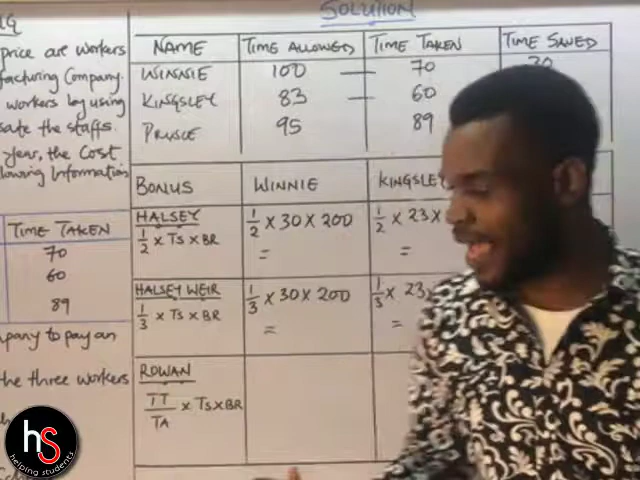 SOLUTION
price are workers
facturing Company.
workers by using
sate the staffs.
year, the Cost
lowing Information
TIME TAKEN
70
60
89
pany to pay an
the three workers
NAME TIME ALLOWED TIME TAKEN TIME SAVED
WINNIE 100 — 70 30
KINGSLEY 83 — 60
95 89
BONUS WINNIE KINGSLEY
HALSEY
1/2 × TS × BR
1/2 × 30 × 200
=
1/2 × 23 ×
=
HALSEY WEIR
1/3 × TS × BR
1/3 × 30 × 200
=
1/3 × 23
=
ROWAN
TT/TA × TS × BR
hs
helping students